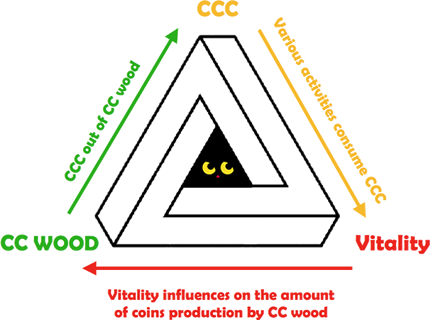 CCC
CCC out of CC wood
Various activities consume CCC
CC WOOD
Vitality
Vitality influences on the amount
of coins production by CC wood